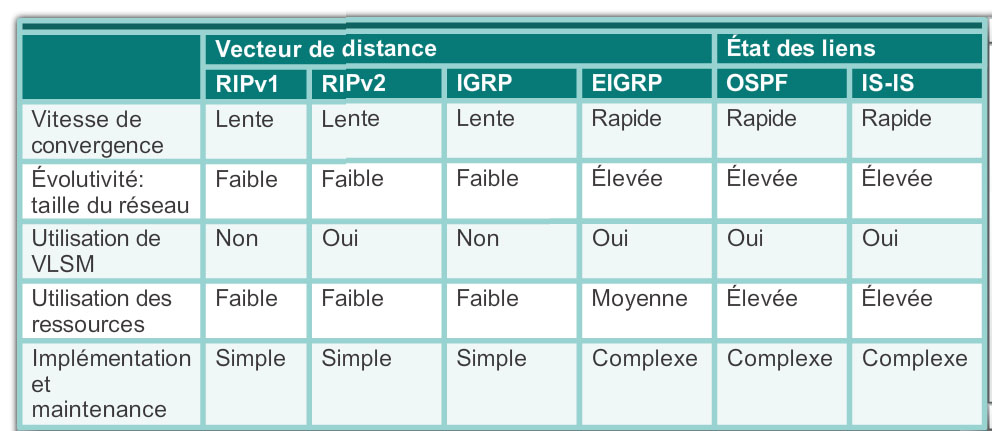 Vecteur de distance État des liens
RIPv1 RIPv2 IGRP EIGRP OSPF IS-IS
Vitesse de convergence Lente Lente Lente Rapide Rapide Rapide
Évolutivité: taille du réseau Faible Faible Faible Élevée Élevée Élevée
Utilisation de VLSM Non Oui Non Oui Oui Oui
Utilisation des ressources Faible Faible Faible Moyenne Élevée Élevée
Implémentation et maintenance Simple Simple Simple Complexe Complexe Complexe